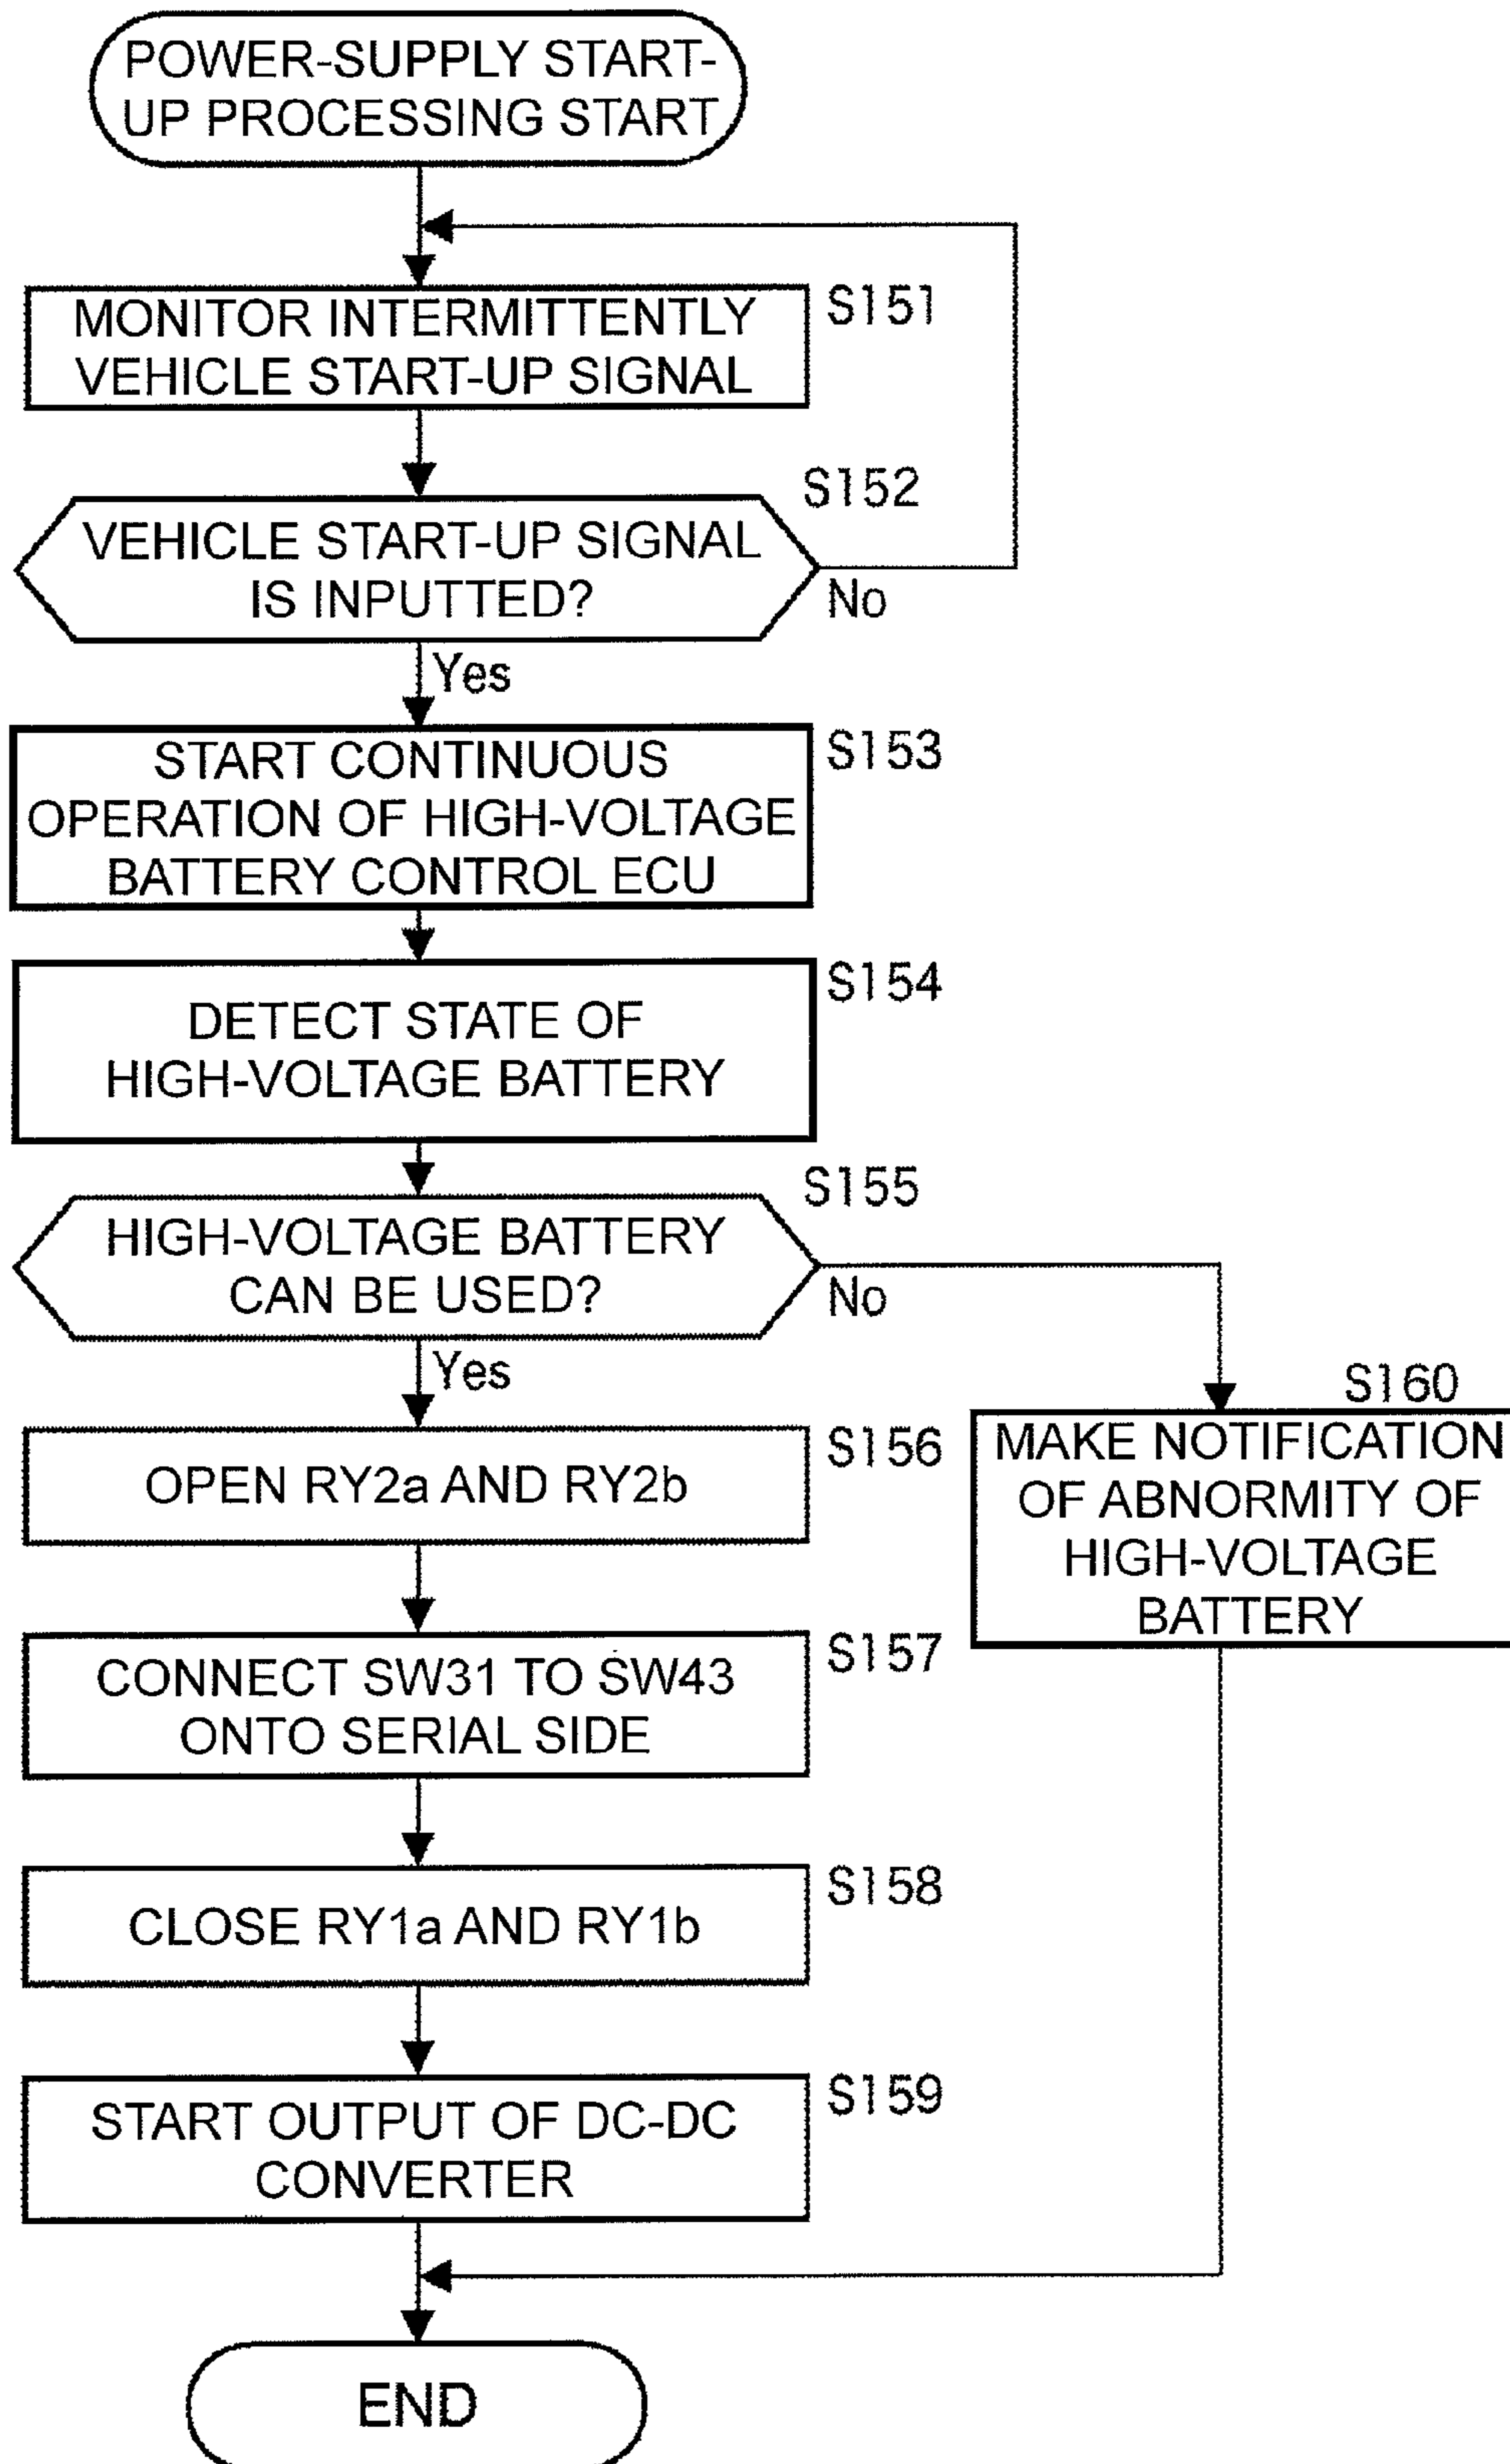 POWER-SUPPLY START-
UP PROCESSING START
MONITOR INTERMITTENTLY
VEHICLE START-UP SIGNAL
S151
VEHICLE START-UP SIGNAL
IS INPUTTED?
S152
No
Yes
START CONTINUOUS
OPERATION OF HIGH-VOLTAGE
BATTERY CONTROL ECU
S153
DETECT STATE OF
HIGH-VOLTAGE BATTERY
S154
HIGH-VOLTAGE BATTERY
CAN BE USED?
S155
No
Yes
OPEN RY2a AND RY2b
S156
S160
MAKE NOTIFICATION
OF ABNORMITY OF
HIGH-VOLTAGE
BATTERY
CONNECT SW31 TO SW43
ONTO SERIAL SIDE
S157
CLOSE RY1a AND RY1b
S158
START OUTPUT OF DC-DC
CONVERTER
S159
END